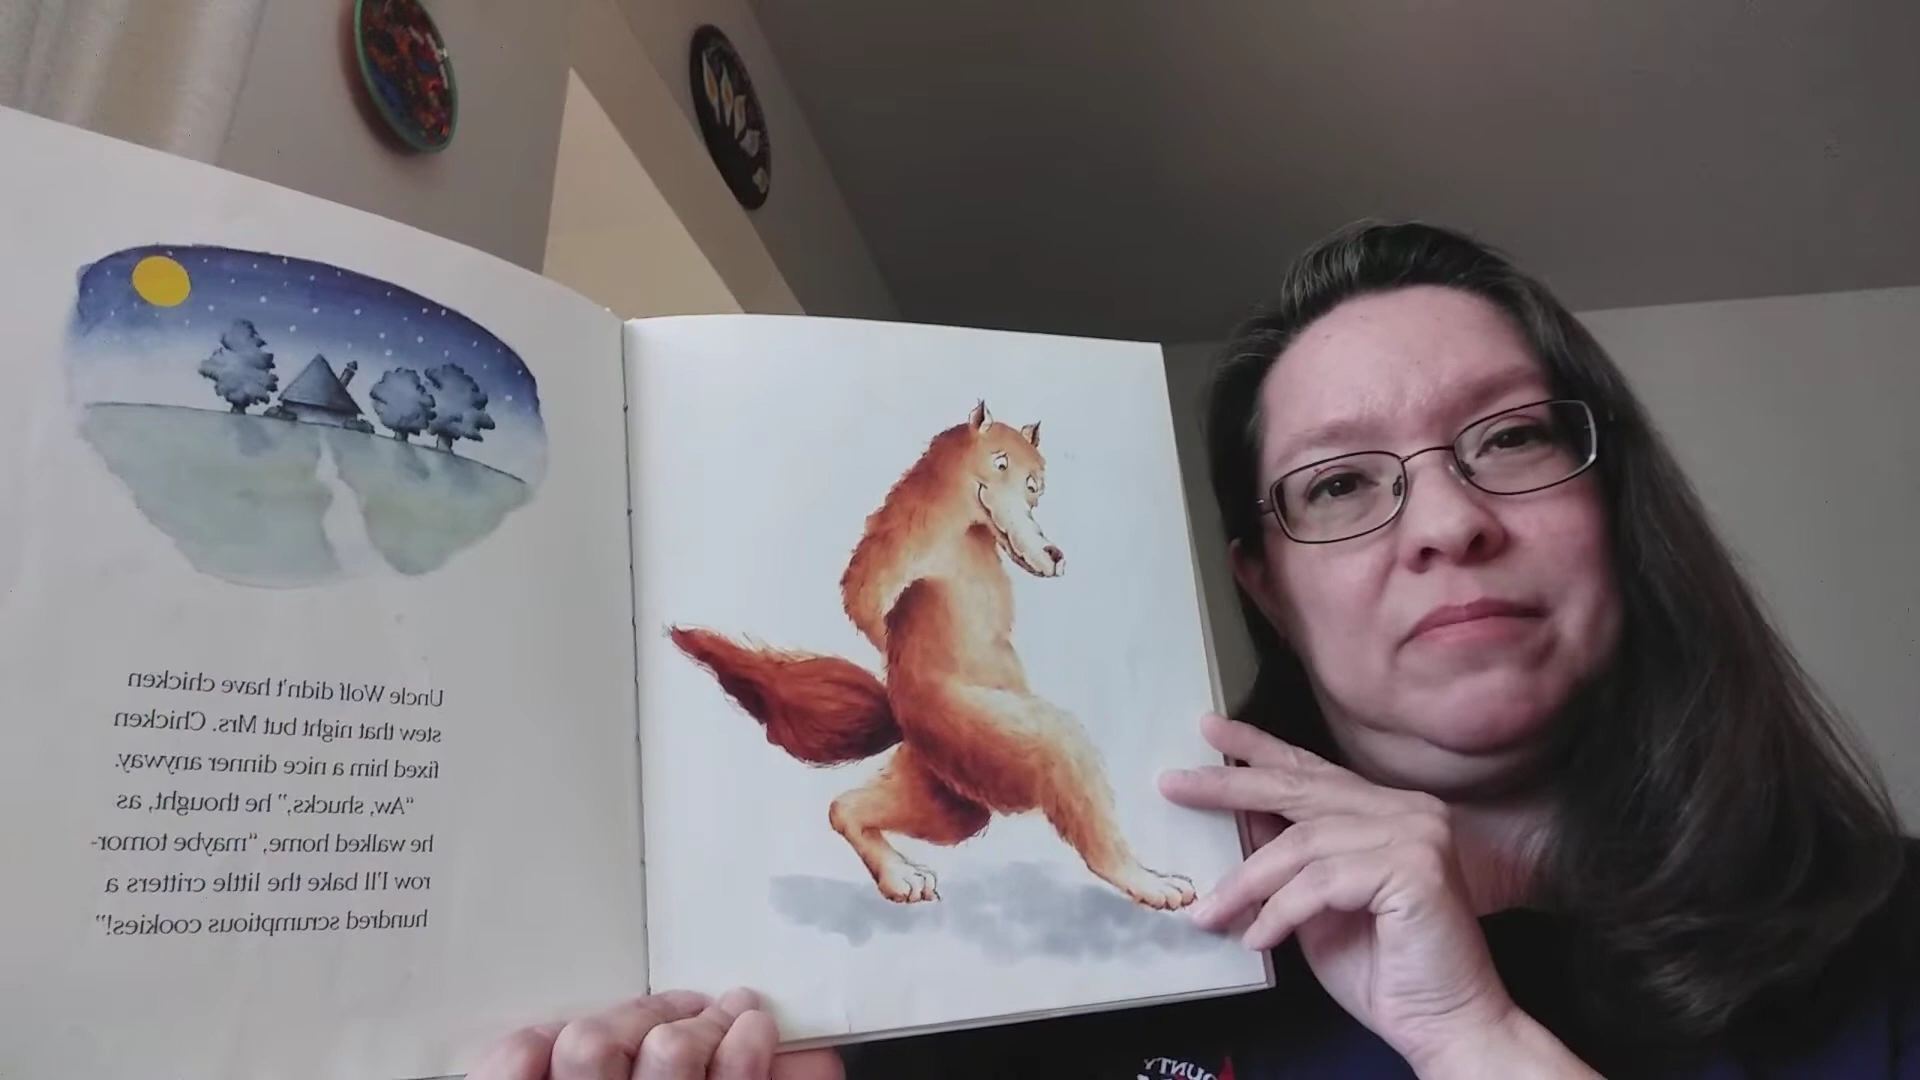 Uncle Wolf didn't have chicken
stew that night but Mrs. Chicken
fixed him a nice dinner anyway.
"Aw, shucks," he thought, as
he walked home, "maybe tomor-
row I'll bake the little critters a
hundred scrumptious cookies!"
OUNTY